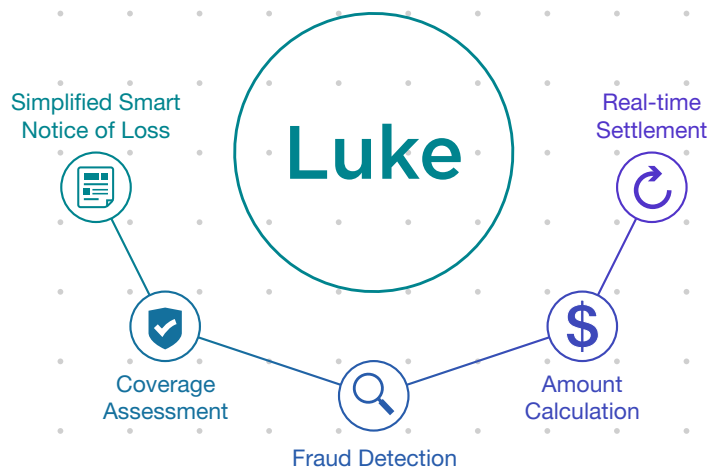 Luke
Simplified Smart
Notice of Loss
Coverage
Assessment
Fraud Detection
$
Amount
Calculation
Real-time
Settlement